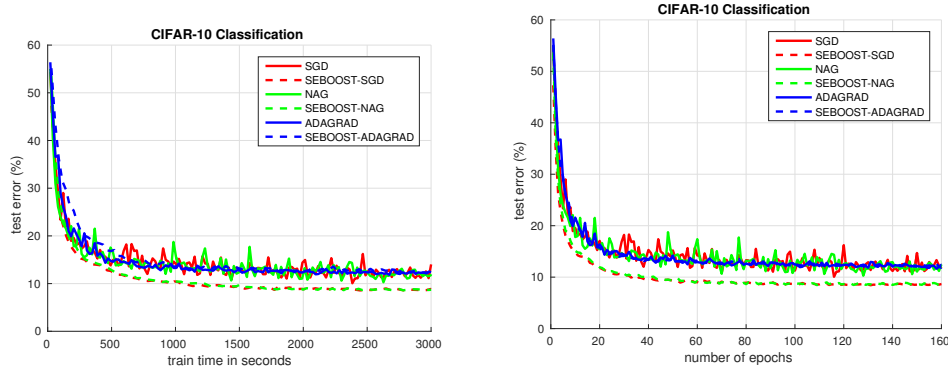 CIFAR-10 Classification
60
50
40
30
20
10
0
test error (%)
SGD
SEBOOST-SGD
NAG
SEBOOST-NAG
ADAGRAD
SEBOOST-ADAGRAD
0 500 1000 1500 2000 2500 3000
train time in seconds
CIFAR-10 Classification
60
50
40
30
20
10
0
test error (%)
SGD
SEBOOST-SGD
NAG
SEBOOST-NAG
ADAGRAD
SEBOOST-ADAGRAD
0 20 40 60 80 100 120 140 160
number of epochs